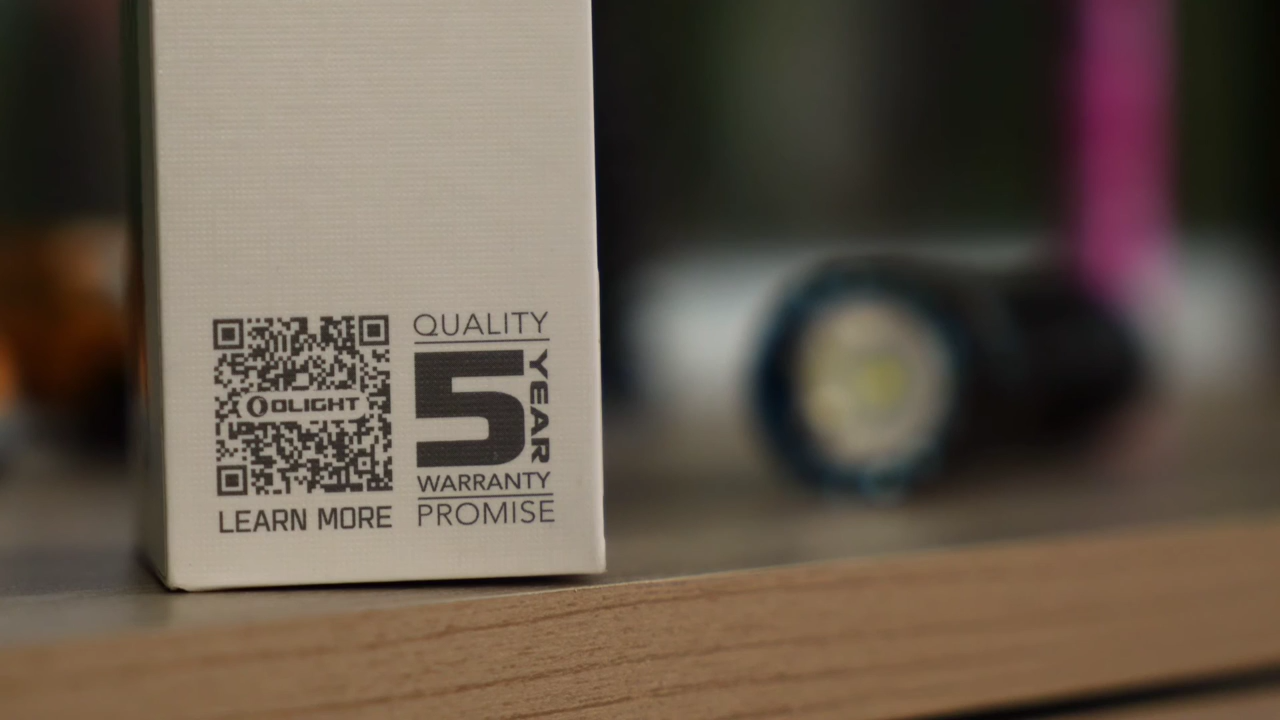 OLIGHT
LEARN MORE
QUALITY
5 YEAR
WARRANTY
PROMISE